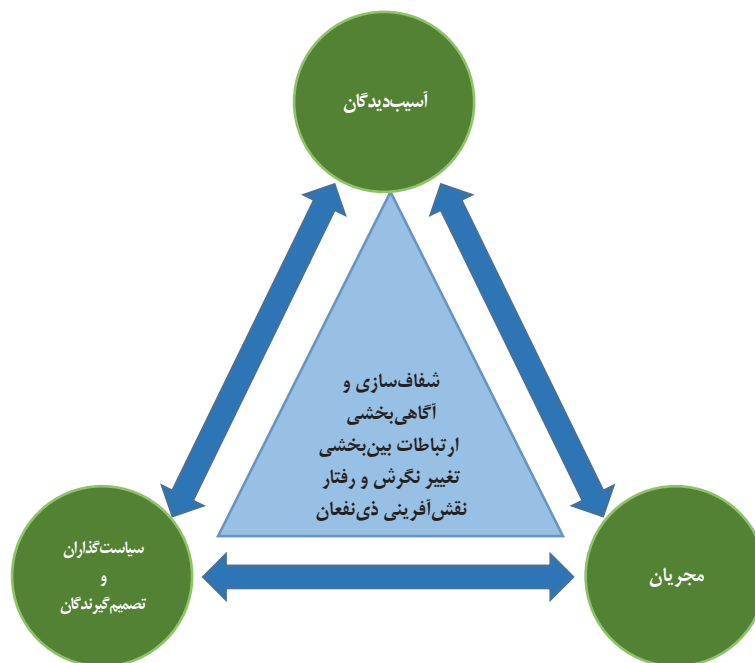 آسیب‌دیدگان
شفاف‌سازی و
آگاهی‌بخشی
ارتباطات بین‌بخشی
تغییر نگرش و رفتار
نقش‌آفرینی ذی‌نفعان
مجریان
سیاست‌گذاران
و
تصمیم‌گیرندگان